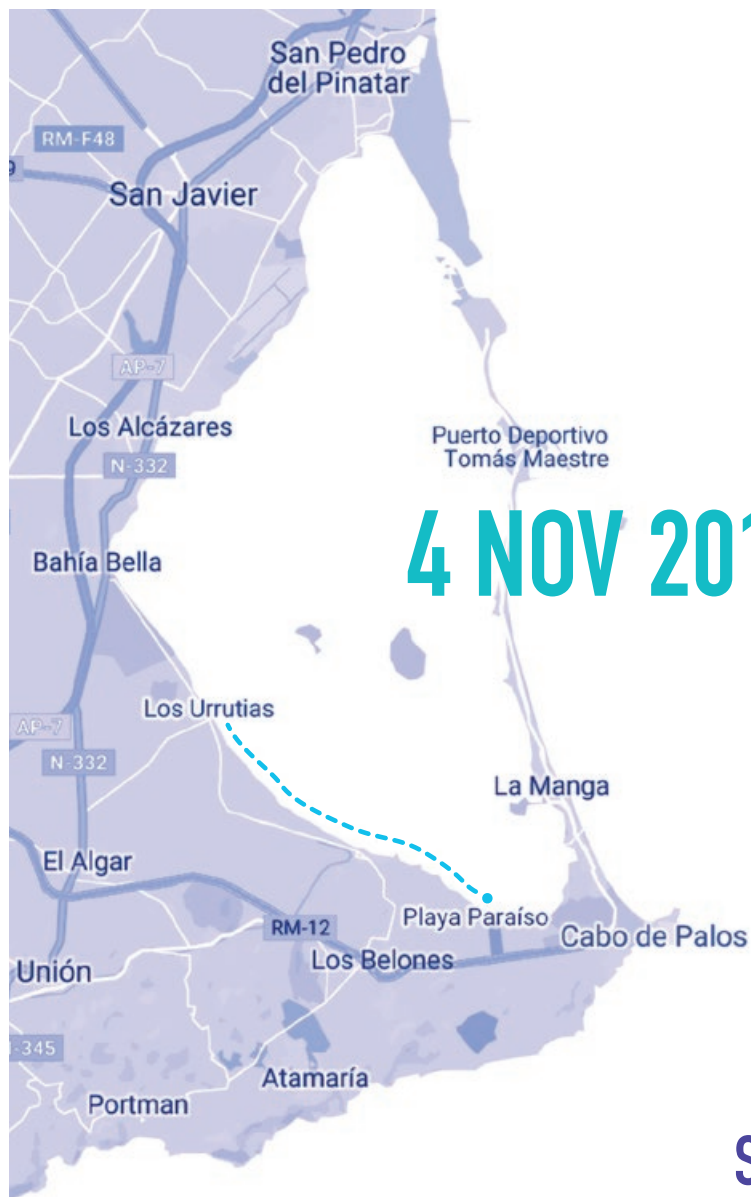 San Pedro
del Pinatar
RM-F48
9
San Javier
AP-7
Los Alcázares
N-332
Puerto Deportivo
Tomás Maestre
4 NOV 201
Bahía Bella
Los Urrutias
AP-7
N-332
La Manga
El Algar
Playa Paraíso
RM-12
Cabo de Palos
Los Belones
Unión
-345
Atamaría
Portman
S